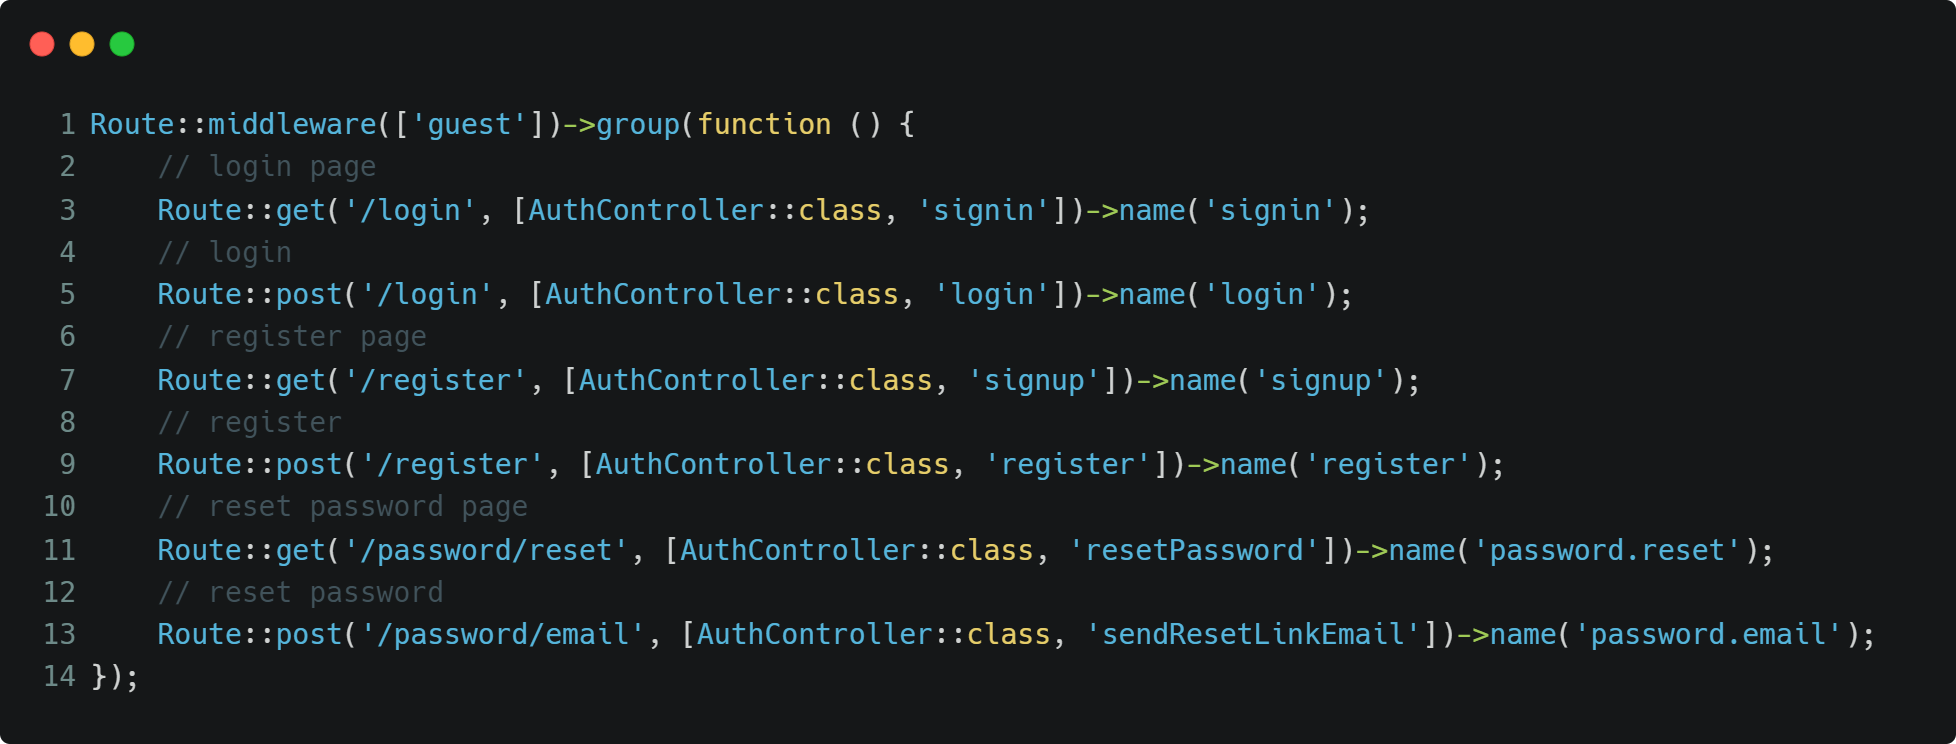 1 Route::middleware(['guest'])->group(function () {
2     // login page
3     Route::get('/login', [AuthController::class, 'signin'])->name('signin');
4     // login
5     Route::post('/login', [AuthController::class, 'login'])->name('login');
6     // register page
7     Route::get('/register', [AuthController::class, 'signup'])->name('signup');
8     // register
9     Route::post('/register', [AuthController::class, 'register'])->name('register');
10     // reset password page
11     Route::get('/password/reset', [AuthController::class, 'resetPassword'])->name('password.reset');
12     // reset password
13     Route::post('/password/email', [AuthController::class, 'sendResetLinkEmail'])->name('password.email');
14 });